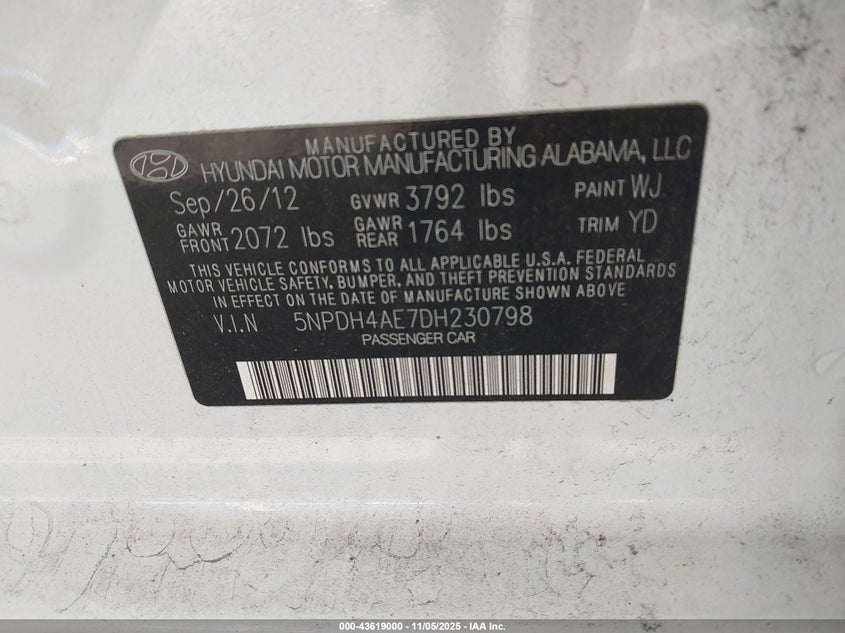 MANUFACTURED BY
HYUNDAI MOTOR MANUFACTURING ALABAMA, LLC
Sep/26/12 GVWR 3792 lbs PAINT WJ
GAWR FRONT 2072 lbs GAWR REAR 1764 lbs TRIM YD
THIS VEHICLE CONFORMS TO ALL APPLICABLE U.S.A. FEDERAL
MOTOR VEHICLE SAFETY, BUMPER, AND THEFT PREVENTION STANDARDS
IN EFFECT ON THE DATE OF MANUFACTURE SHOWN ABOVE
V.I.N 5NPDH4AE7DH230798
PASSENGER CAR
000-43619000 - 11/05/2025 - IAA Inc.